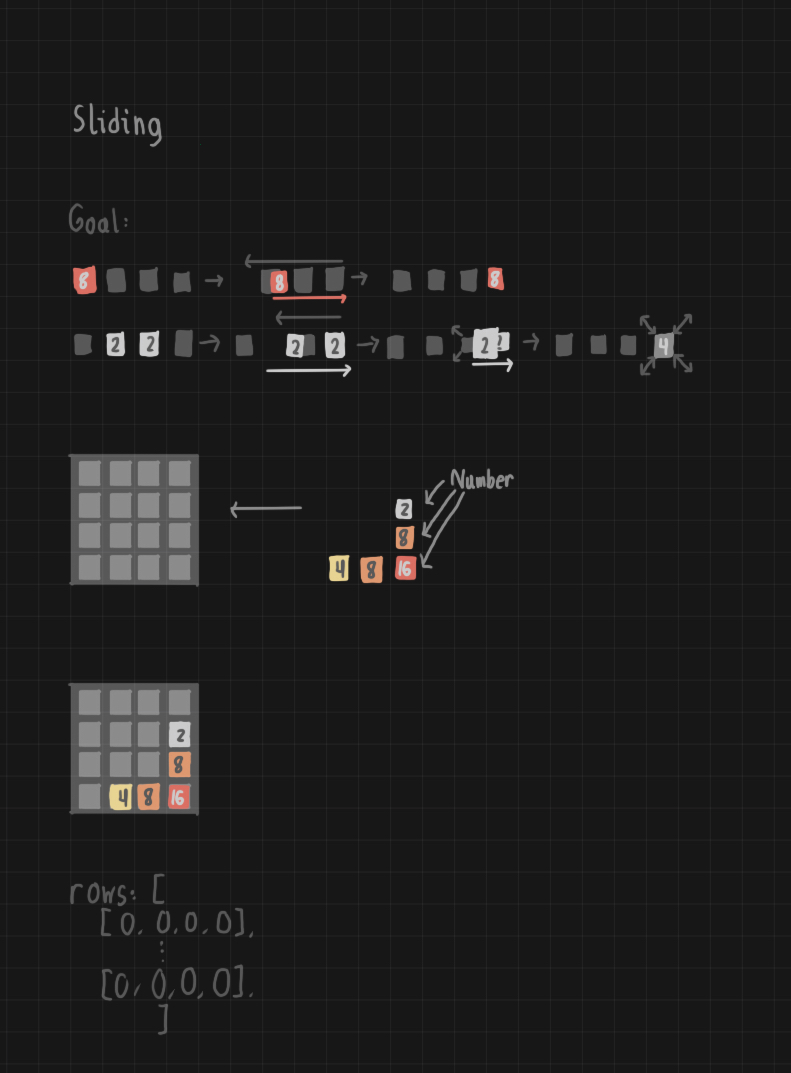 Sliding
Goal:
8 8 8
2 2 2 2 2 2 4
Number
2
8
4 8 16
2
8
4 8 16
rows: [
[0, 0, 0, 0],
⋮
[0, 0, 0, 0].
]